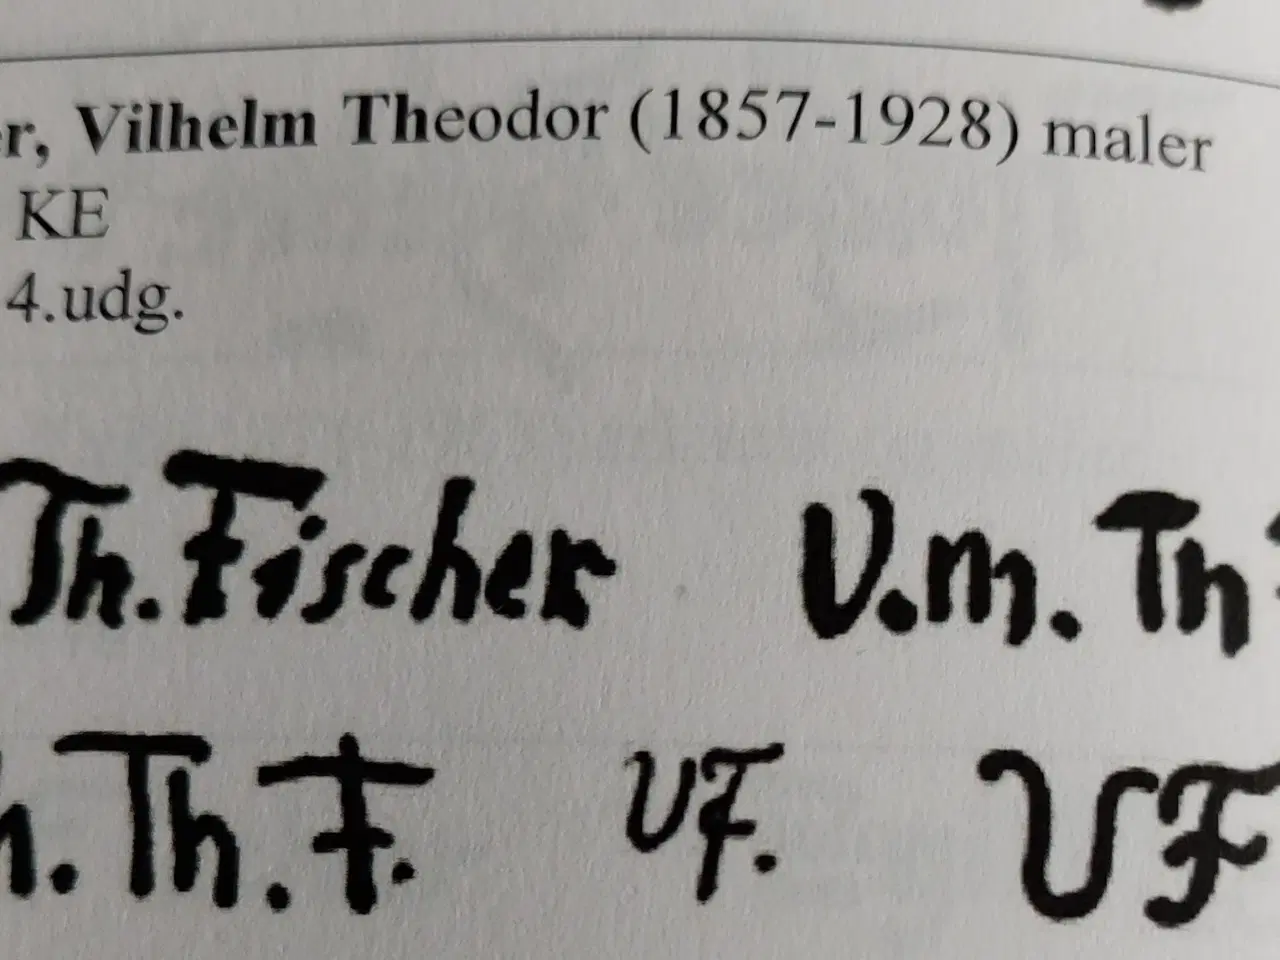 r, Vilhelm Theodor (1857-1928) maler
KE
4.udg.
Th. Fischer V.m. Th
. Th. F. VF. VF